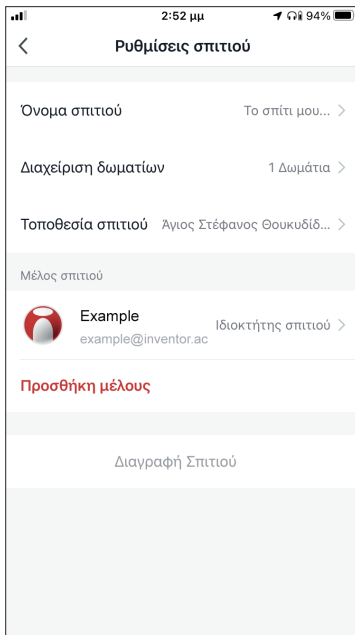 2:52 μμ 94%
Ρυθμίσεις σπιτιού
Όνομα σπιτιού Το σπίτι μου...
Διαχείριση δωματίων 1 Δωμάτια
Τοποθεσία σπιτιού Άγιος Στέφανος Θουκυδίδ...
Μέλος σπιτιού
Example
Ιδιοκτήτης σπιτιού
example@inventor.ac
Προσθήκη μέλους
Διαγραφή Σπιτιού